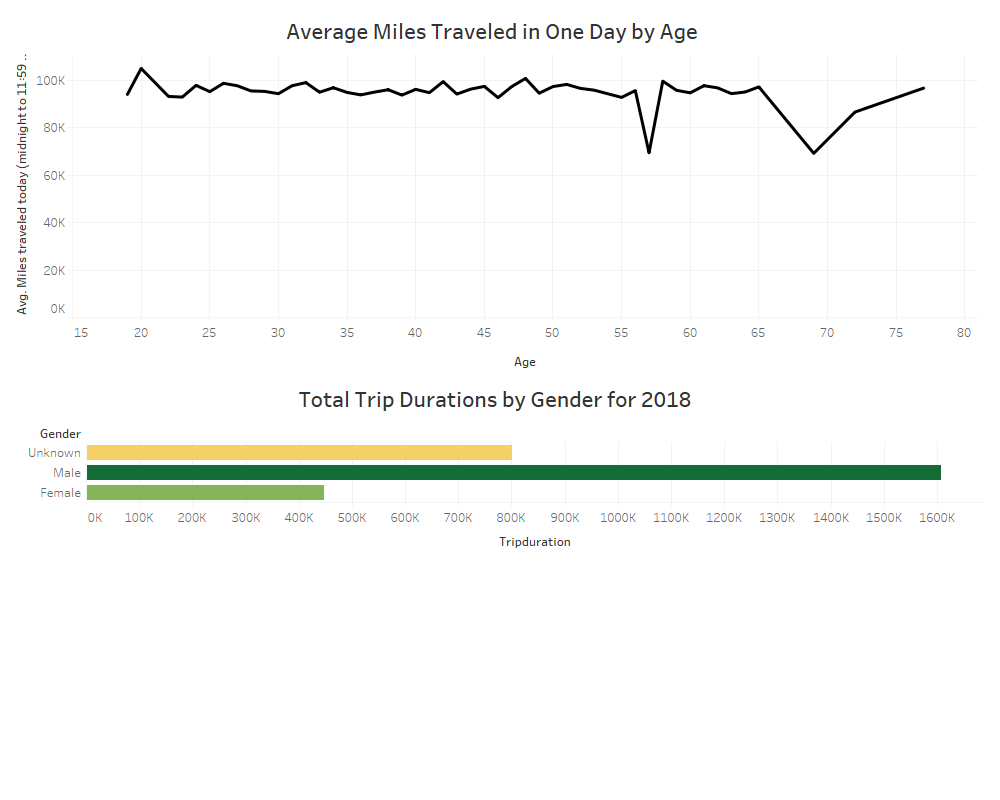 Average Miles Traveled in One Day by Age
Avg. Miles traveled today (midnight to 11:59 ..
100K
80K
60K
40K
20K
0K
15 20 25 30 35 40 45 50 55 60 65 70 75 80
Age
Total Trip Durations by Gender for 2018
Gender
Unknown
Male
Female
0K 100K 200K 300K 400K 500K 600K 700K 800K 900K 1000K 1100K 1200K 1300K 1400K 1500K 1600K
Tripduration